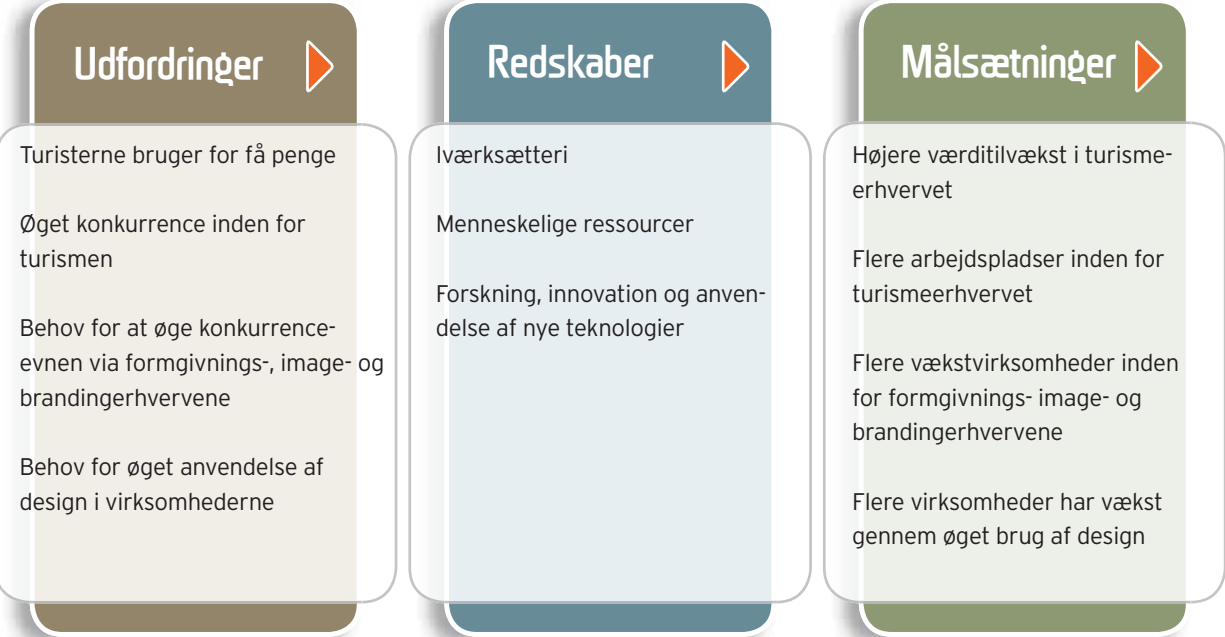 Udfordringer
Turisterne bruger for få penge
Øget konkurrence inden for
turismen
Behov for at øge konkurrence-
evnen via formgivnings-, image- og
brandingerhvervene
Behov for øget anvendelse af
design i virksomhederne
Redskaber
Iværksætteri
Menneskelige ressourcer
Forskning, innovation og anven-
delse af nye teknologier
Målsætninger
Højere værditilvækst i turisme-
erhvervet
Flere arbejdspladser inden for
turismeerhvervet
Flere vækstvirksomheder inden
for formgivnings- image- og
brandingerhvervene
Flere virksomheder har vækst
gennem øget brug af design